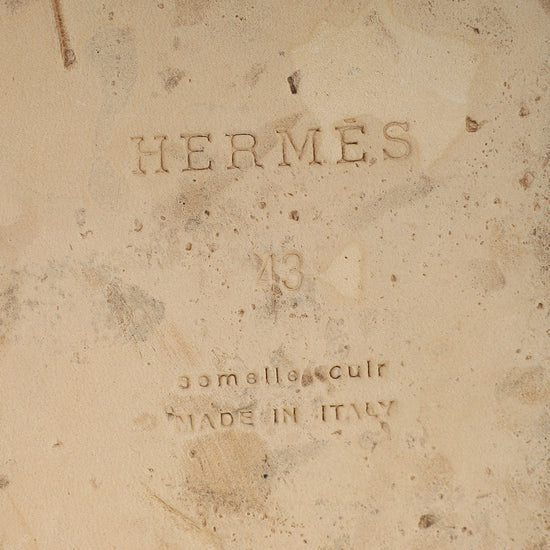 HERMÈS
43
semelle cuir
MADE IN ITALY